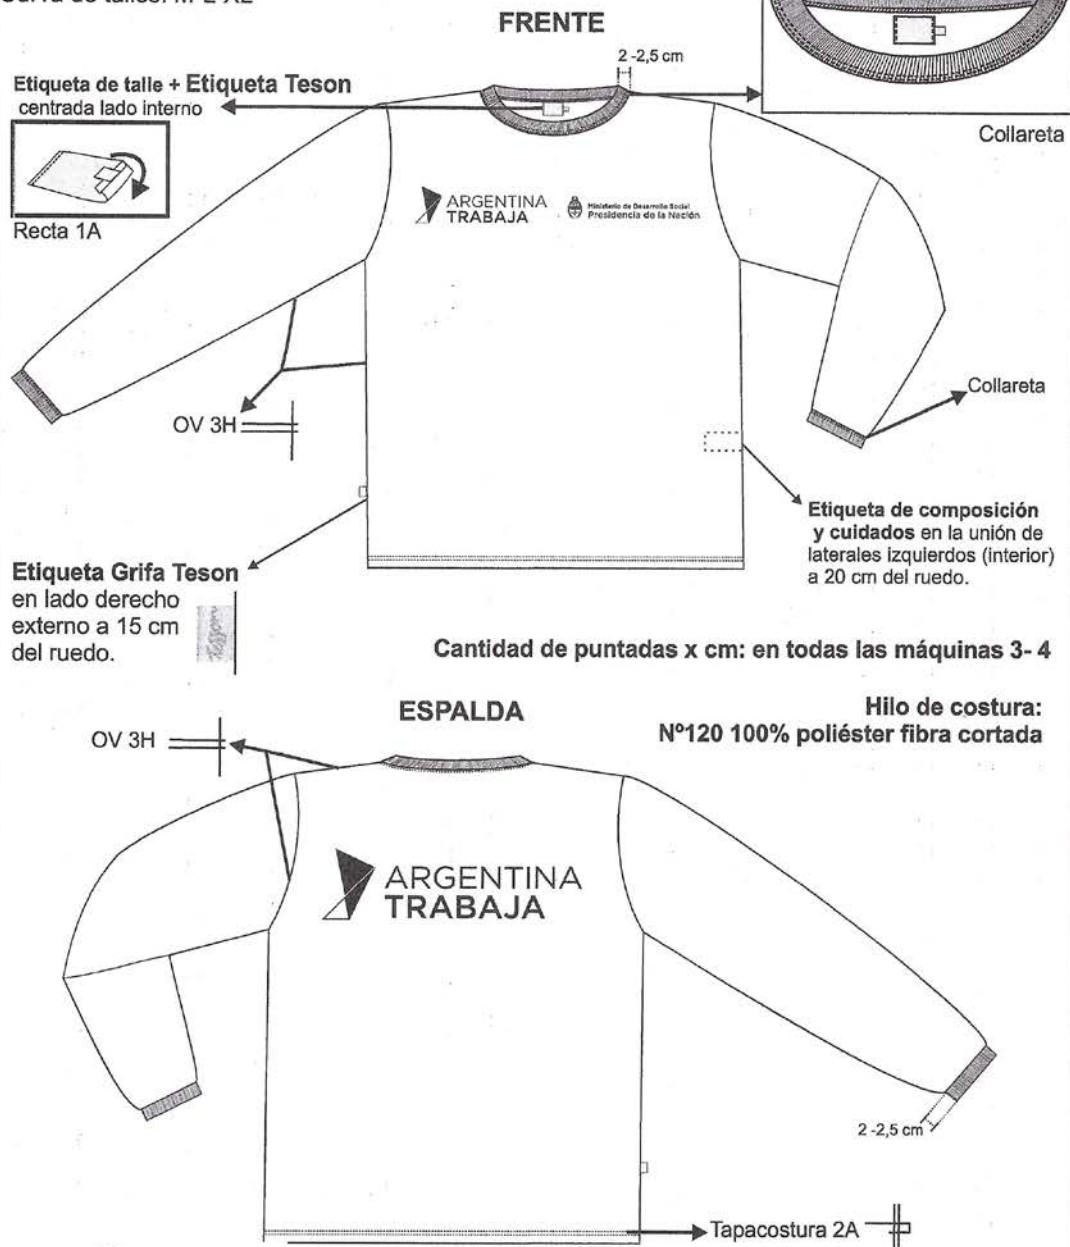 FRENTE
2 -2,5 cm
Etiqueta de talle + Etiqueta Teson
centrada lado interno
Collareta
Recta 1A
ARGENTINA
TRABAJA
Ministerio de Desarrollo Social
Presidencia de la Nación
OV 3H
Collareta
Etiqueta de composición
y cuidados en la unión de
laterales izquierdos (interior)
a 20 cm del ruedo.
Etiqueta Grifa Teson
en lado derecho
externo a 15 cm
del ruedo.
Cantidad de puntadas x cm: en todas las máquinas 3- 4
ESPALDA
Hilo de costura:
Nº120 100% poliéster fibra cortada
OV 3H
ARGENTINA
TRABAJA
2 -2,5 cm
Tapacostura 2A